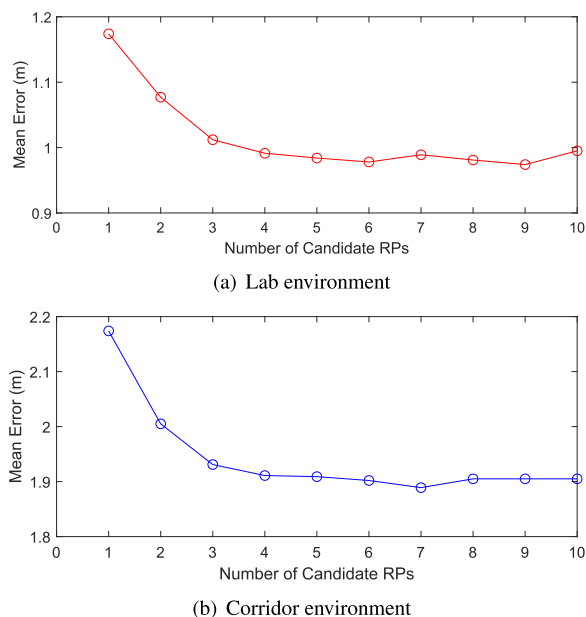 1.2
1.1
1
0.9
Mean Error (m)
0 1 2 3 4 5 6 7 8 9 10
Number of Candidate RPs
(a) Lab environment
2.2
2.1
2
1.9
1.8
Mean Error (m)
0 1 2 3 4 5 6 7 8 9 10
Number of Candidate RPs
(b) Corridor environment